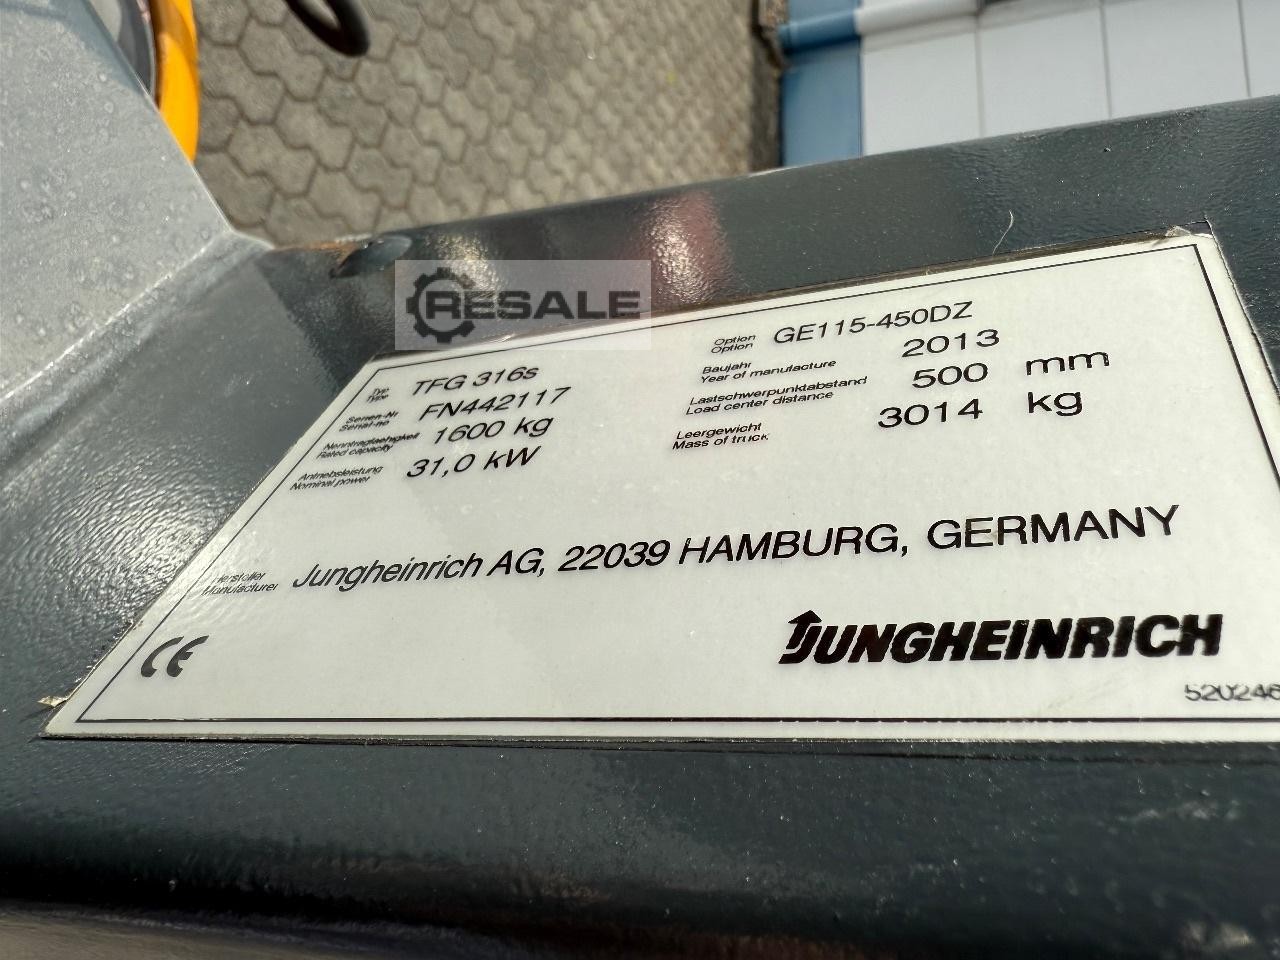 RESALE
Typ
Type
TFG 316s
Serien-Nr
Serial-no
FN442117
Nenntragfaehigkeit
Rated capacity
1600 kg
Antriebsleistung
Nominal power
31,0 kW
Option
Option
GE115-450DZ
Baujahr
Year of manufacture
2013
Lastschwerpunktabstand
Load center distance
500 mm
Leergewicht
Mass of truck
3014 kg
Hersteller
Manufacturer
Jungheinrich AG, 22039 HAMBURG, GERMANY
CE
JUNGHEINRICH